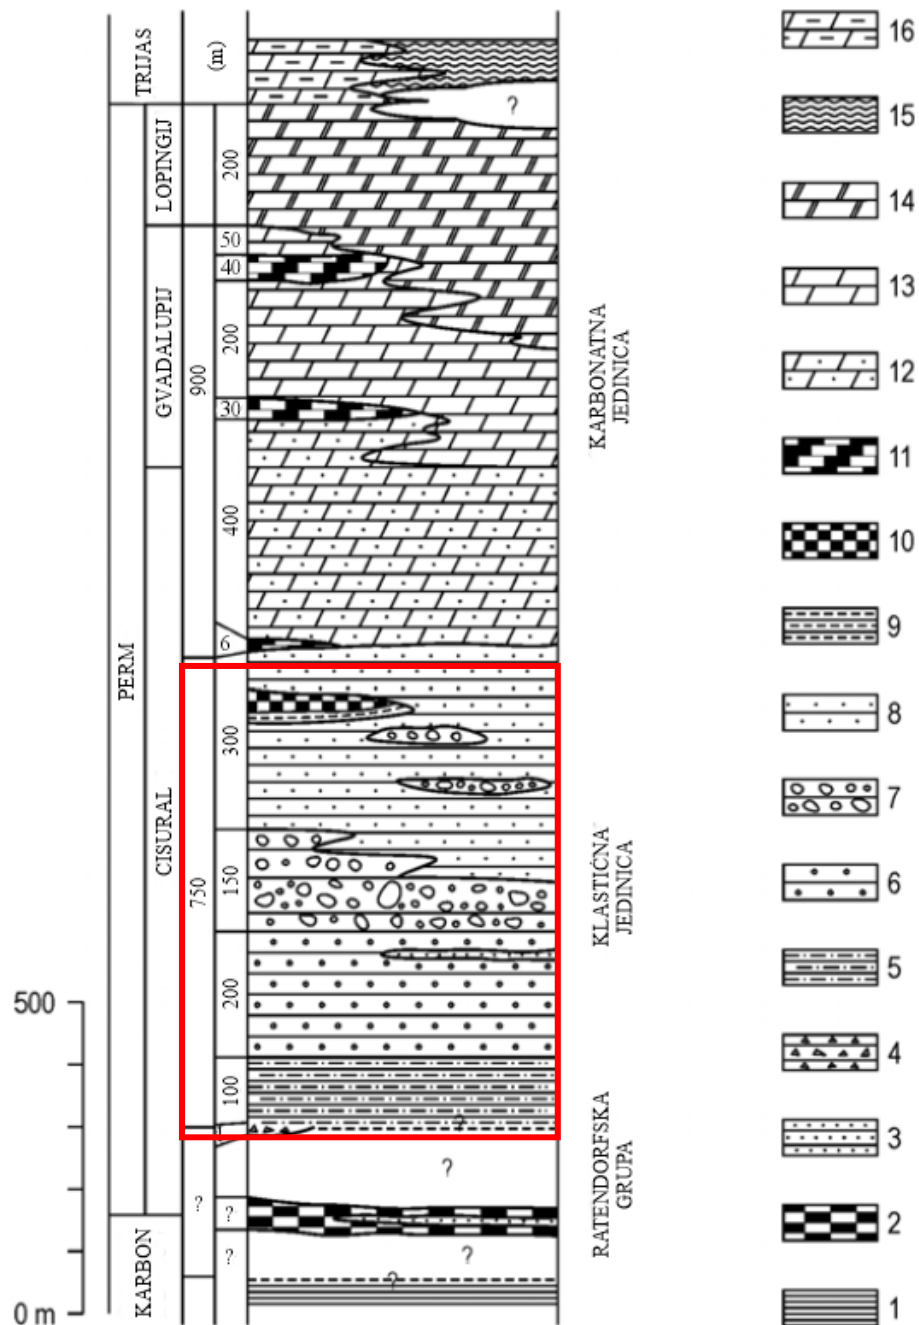 TRIJAS
(m)
PERM
LOPINGIJ
GVADALUPIJ
CISURAL
KARBON
900
750
?
200
50
40
200
30
400
6
300
150
200
100
1
?
?
?
?
?
?
?
KARBONATNA
JEDINICA
KLASTIČNA
JEDINICA
RATENDORFSKA
GRUPA
500
0 m
16
15
14
13
12
11
10
9
8
7
6
5
4
3
2
1